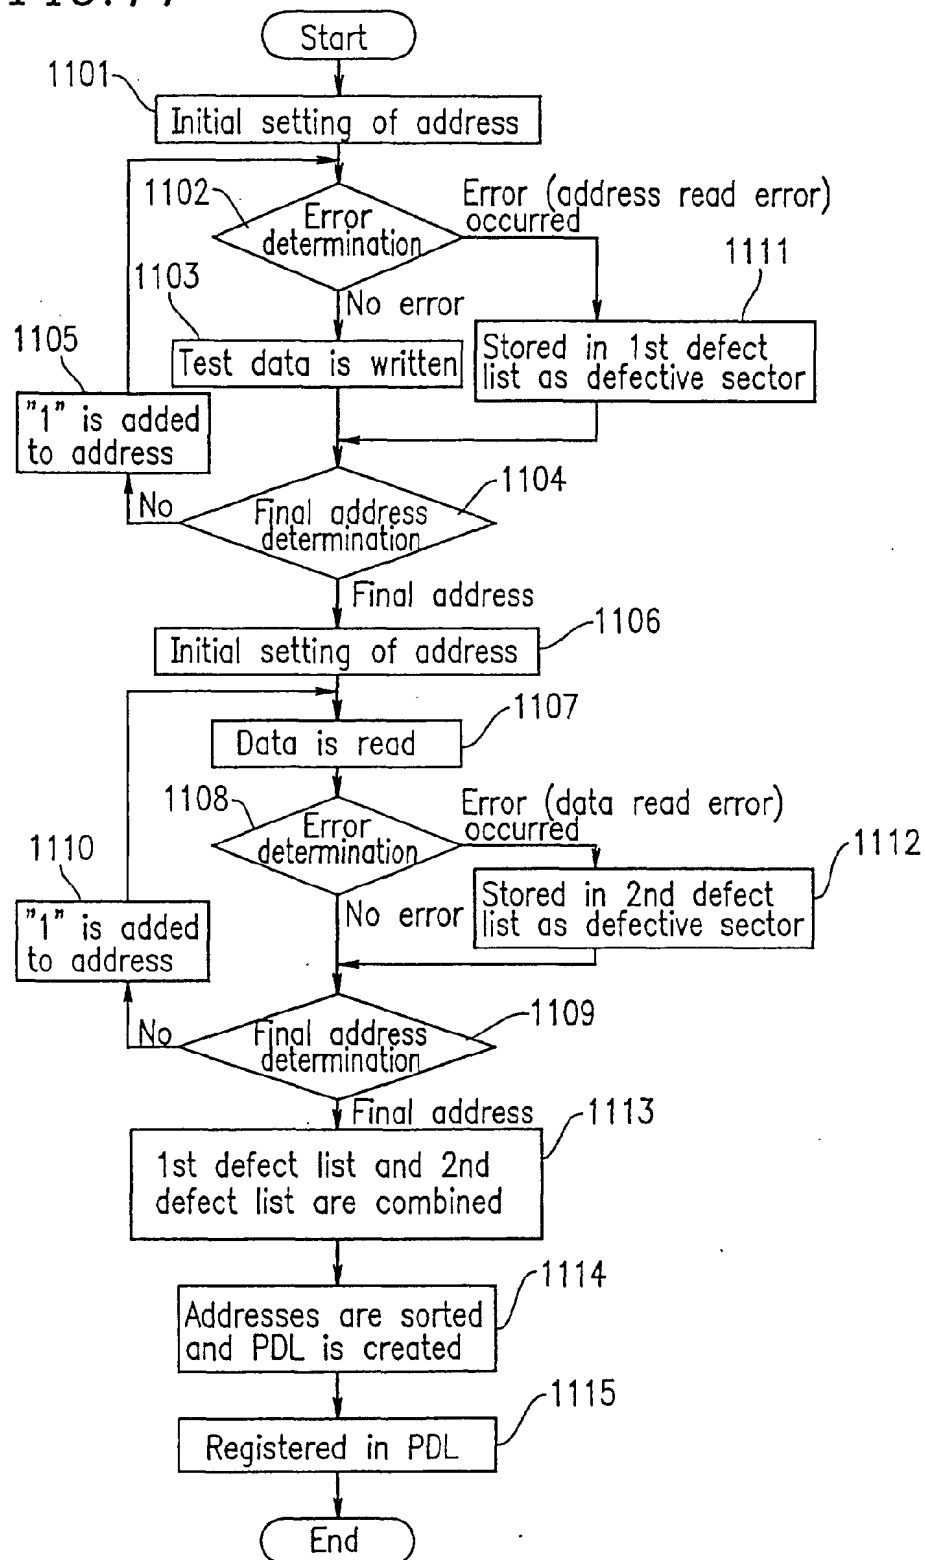 Start
1101
Initial setting of address
1102
Error
determination
Error (address read error)
occurred
1111
1103
No error
Test data is written
Stored in 1st defect
list as defective sector
1105
"1" is added
to address
1104
No
Final address
determination
Final address
1106
Initial setting of address
1107
Data is read
1108
Error
determination
Error (data read error)
occurred
1112
1110
No error
Stored in 2nd defect
list as defective sector
"1" is added
to address
1109
No
Final address
determination
Final address
1113
1st defect list and 2nd
defect list are combined
1114
Addresses are sorted
and PDL is created
1115
Registered in PDL
End